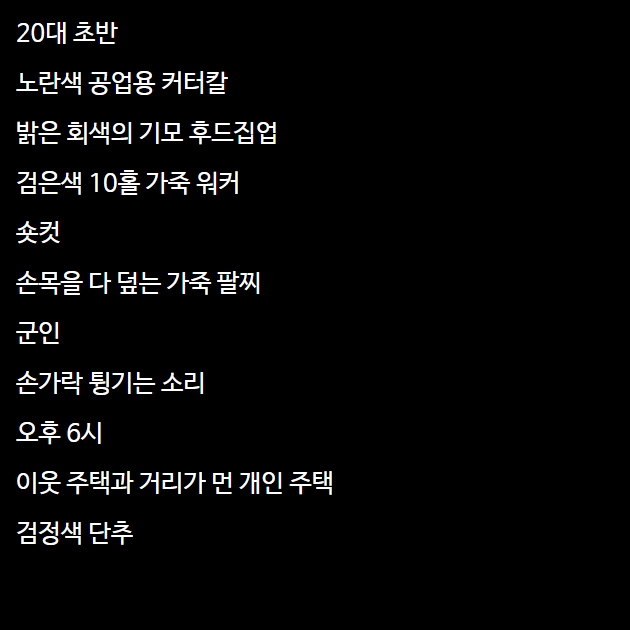 20대 초반
노란색 공업용 커터칼
밝은 회색의 기모 후드집업
검은색 10홀 가죽 워커
숏컷
손목을 다 덮는 가죽 팔찌
군인
손가락 튕기는 소리
오후 6시
이웃 주택과 거리가 먼 개인 주택
검정색 단추